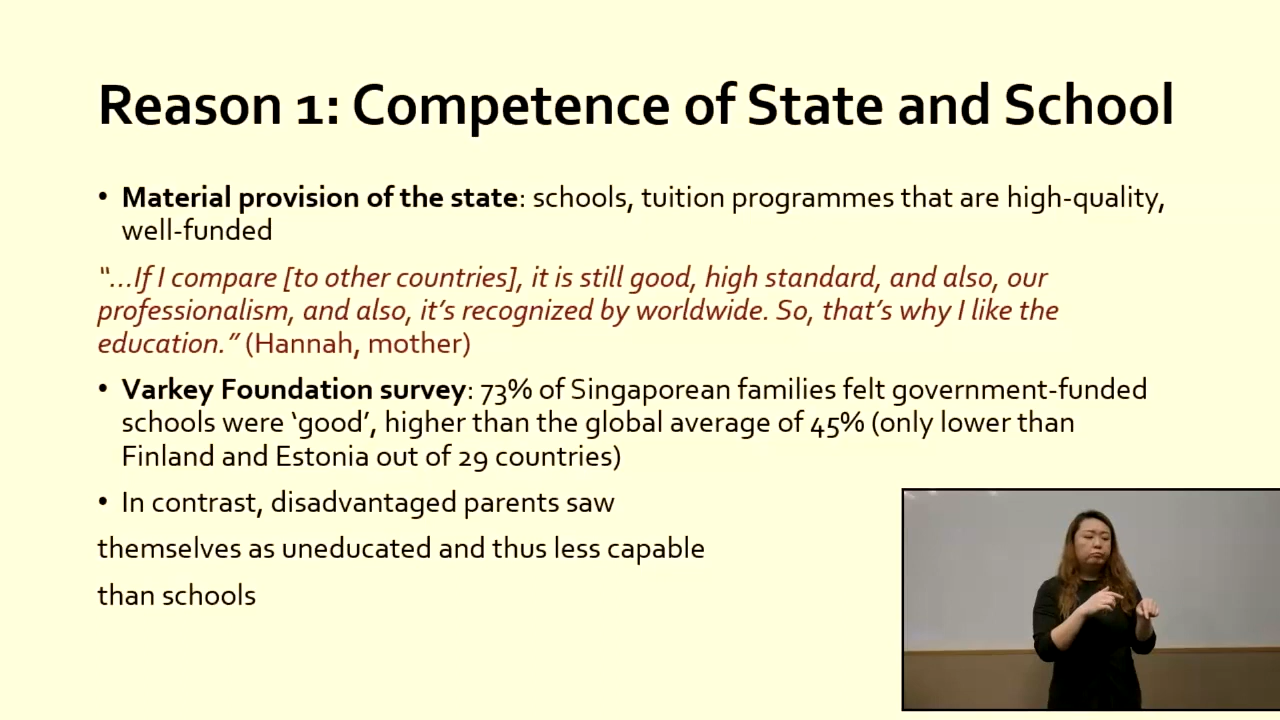 Reason 1: Competence of State and School
• Material provision of the state: schools, tuition programmes that are high-quality,
well-funded
“…If I compare [to other countries], it is still good, high standard, and also, our
professionalism, and also, it’s recognized by worldwide. So, that’s why I like the
education.” (Hannah, mother)
• Varkey Foundation survey: 73% of Singaporean families felt government-funded
schools were ‘good’, higher than the global average of 45% (only lower than
Finland and Estonia out of 29 countries)
• In contrast, disadvantaged parents saw
themselves as uneducated and thus less capable
than schools